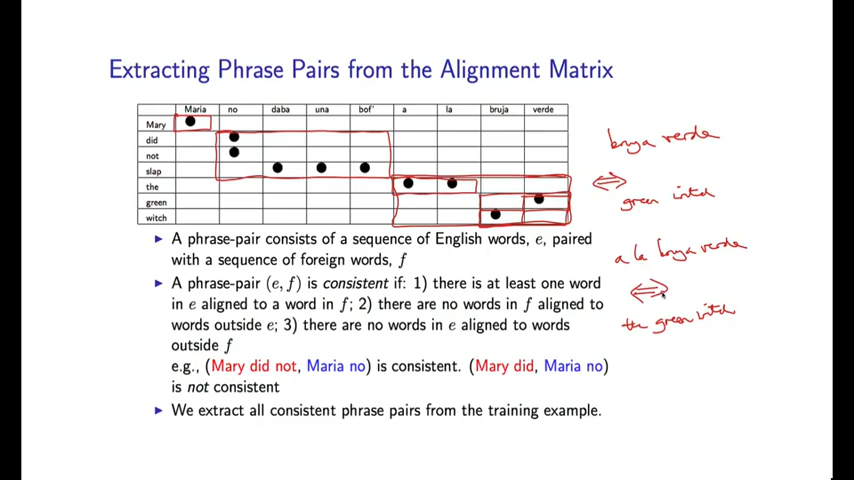 Extracting Phrase Pairs from the Alignment Matrix
Maria no daba una bof' a la bruja verde
Mary
did
not
slap
the
green
witch
bruja verde
green witch
a la bruja verde
the green witch
▶ A phrase-pair consists of a sequence of English words, e, paired
with a sequence of foreign words, f
▶ A phrase-pair (e, f) is consistent if: 1) there is at least one word
in e aligned to a word in f; 2) there are no words in f aligned to
words outside e; 3) there are no words in e aligned to words
outside f
e.g., (Mary did not, Maria no) is consistent. (Mary did, Maria no)
is not consistent
▶ We extract all consistent phrase pairs from the training example.